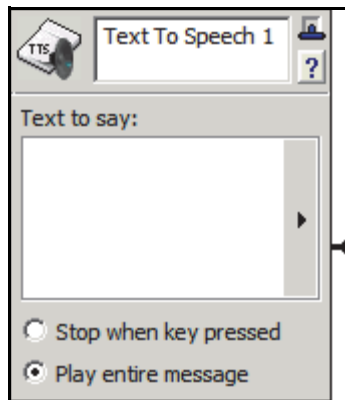 TTS
Text To Speech 1
?
Text to say:
Stop when key pressed
Play entire message